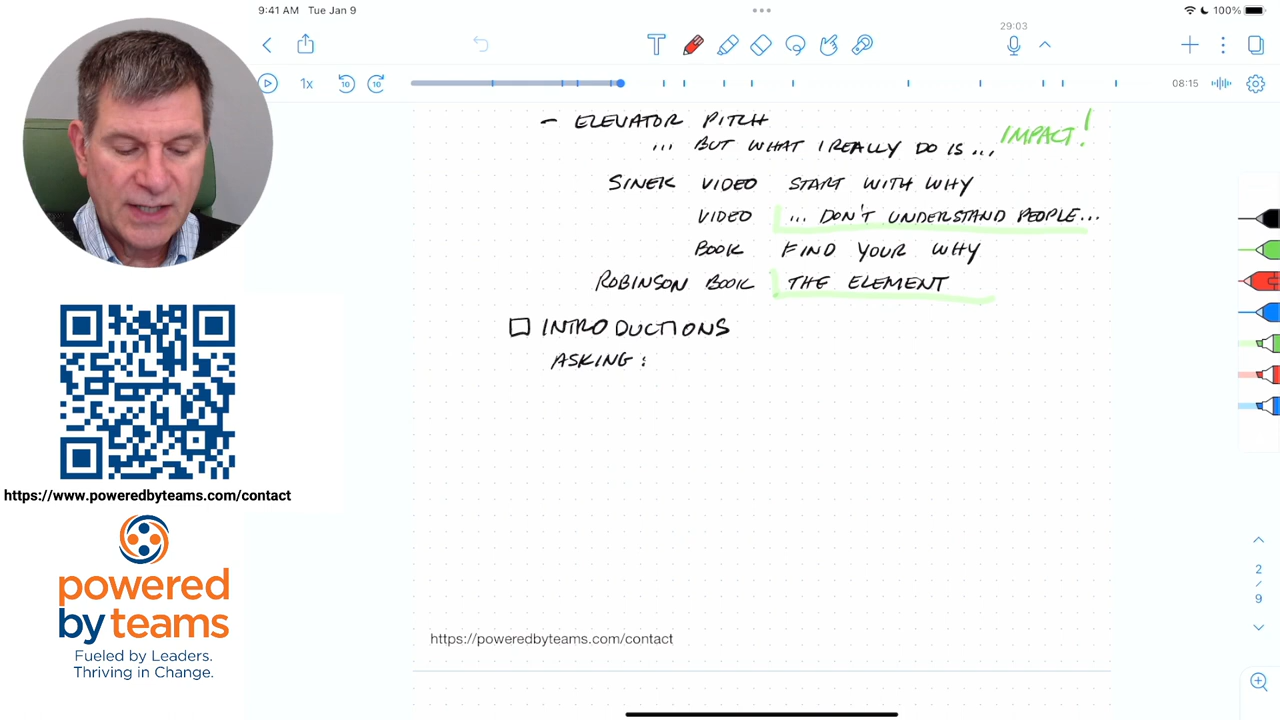 9:41 AM Tue Jan 9
100%
29:03
1x
10
10
08:15
- ELEVATOR PITCH
... BUT WHAT I REALLY DO IS ...
IMPACT!
SINEK VIDEO START WITH WHY
VIDEO ... DON'T UNDERSTAND PEOPLE...
BOOK FIND YOUR WHY
ROBINSON BOOK THE ELEMENT
INTRODUCTIONS
ASKING :
https://poweredbyteams.com/contact
2
/
9
https://www.poweredbyteams.com/contact
powered
by teams
Fueled by Leaders.
Thriving in Change.